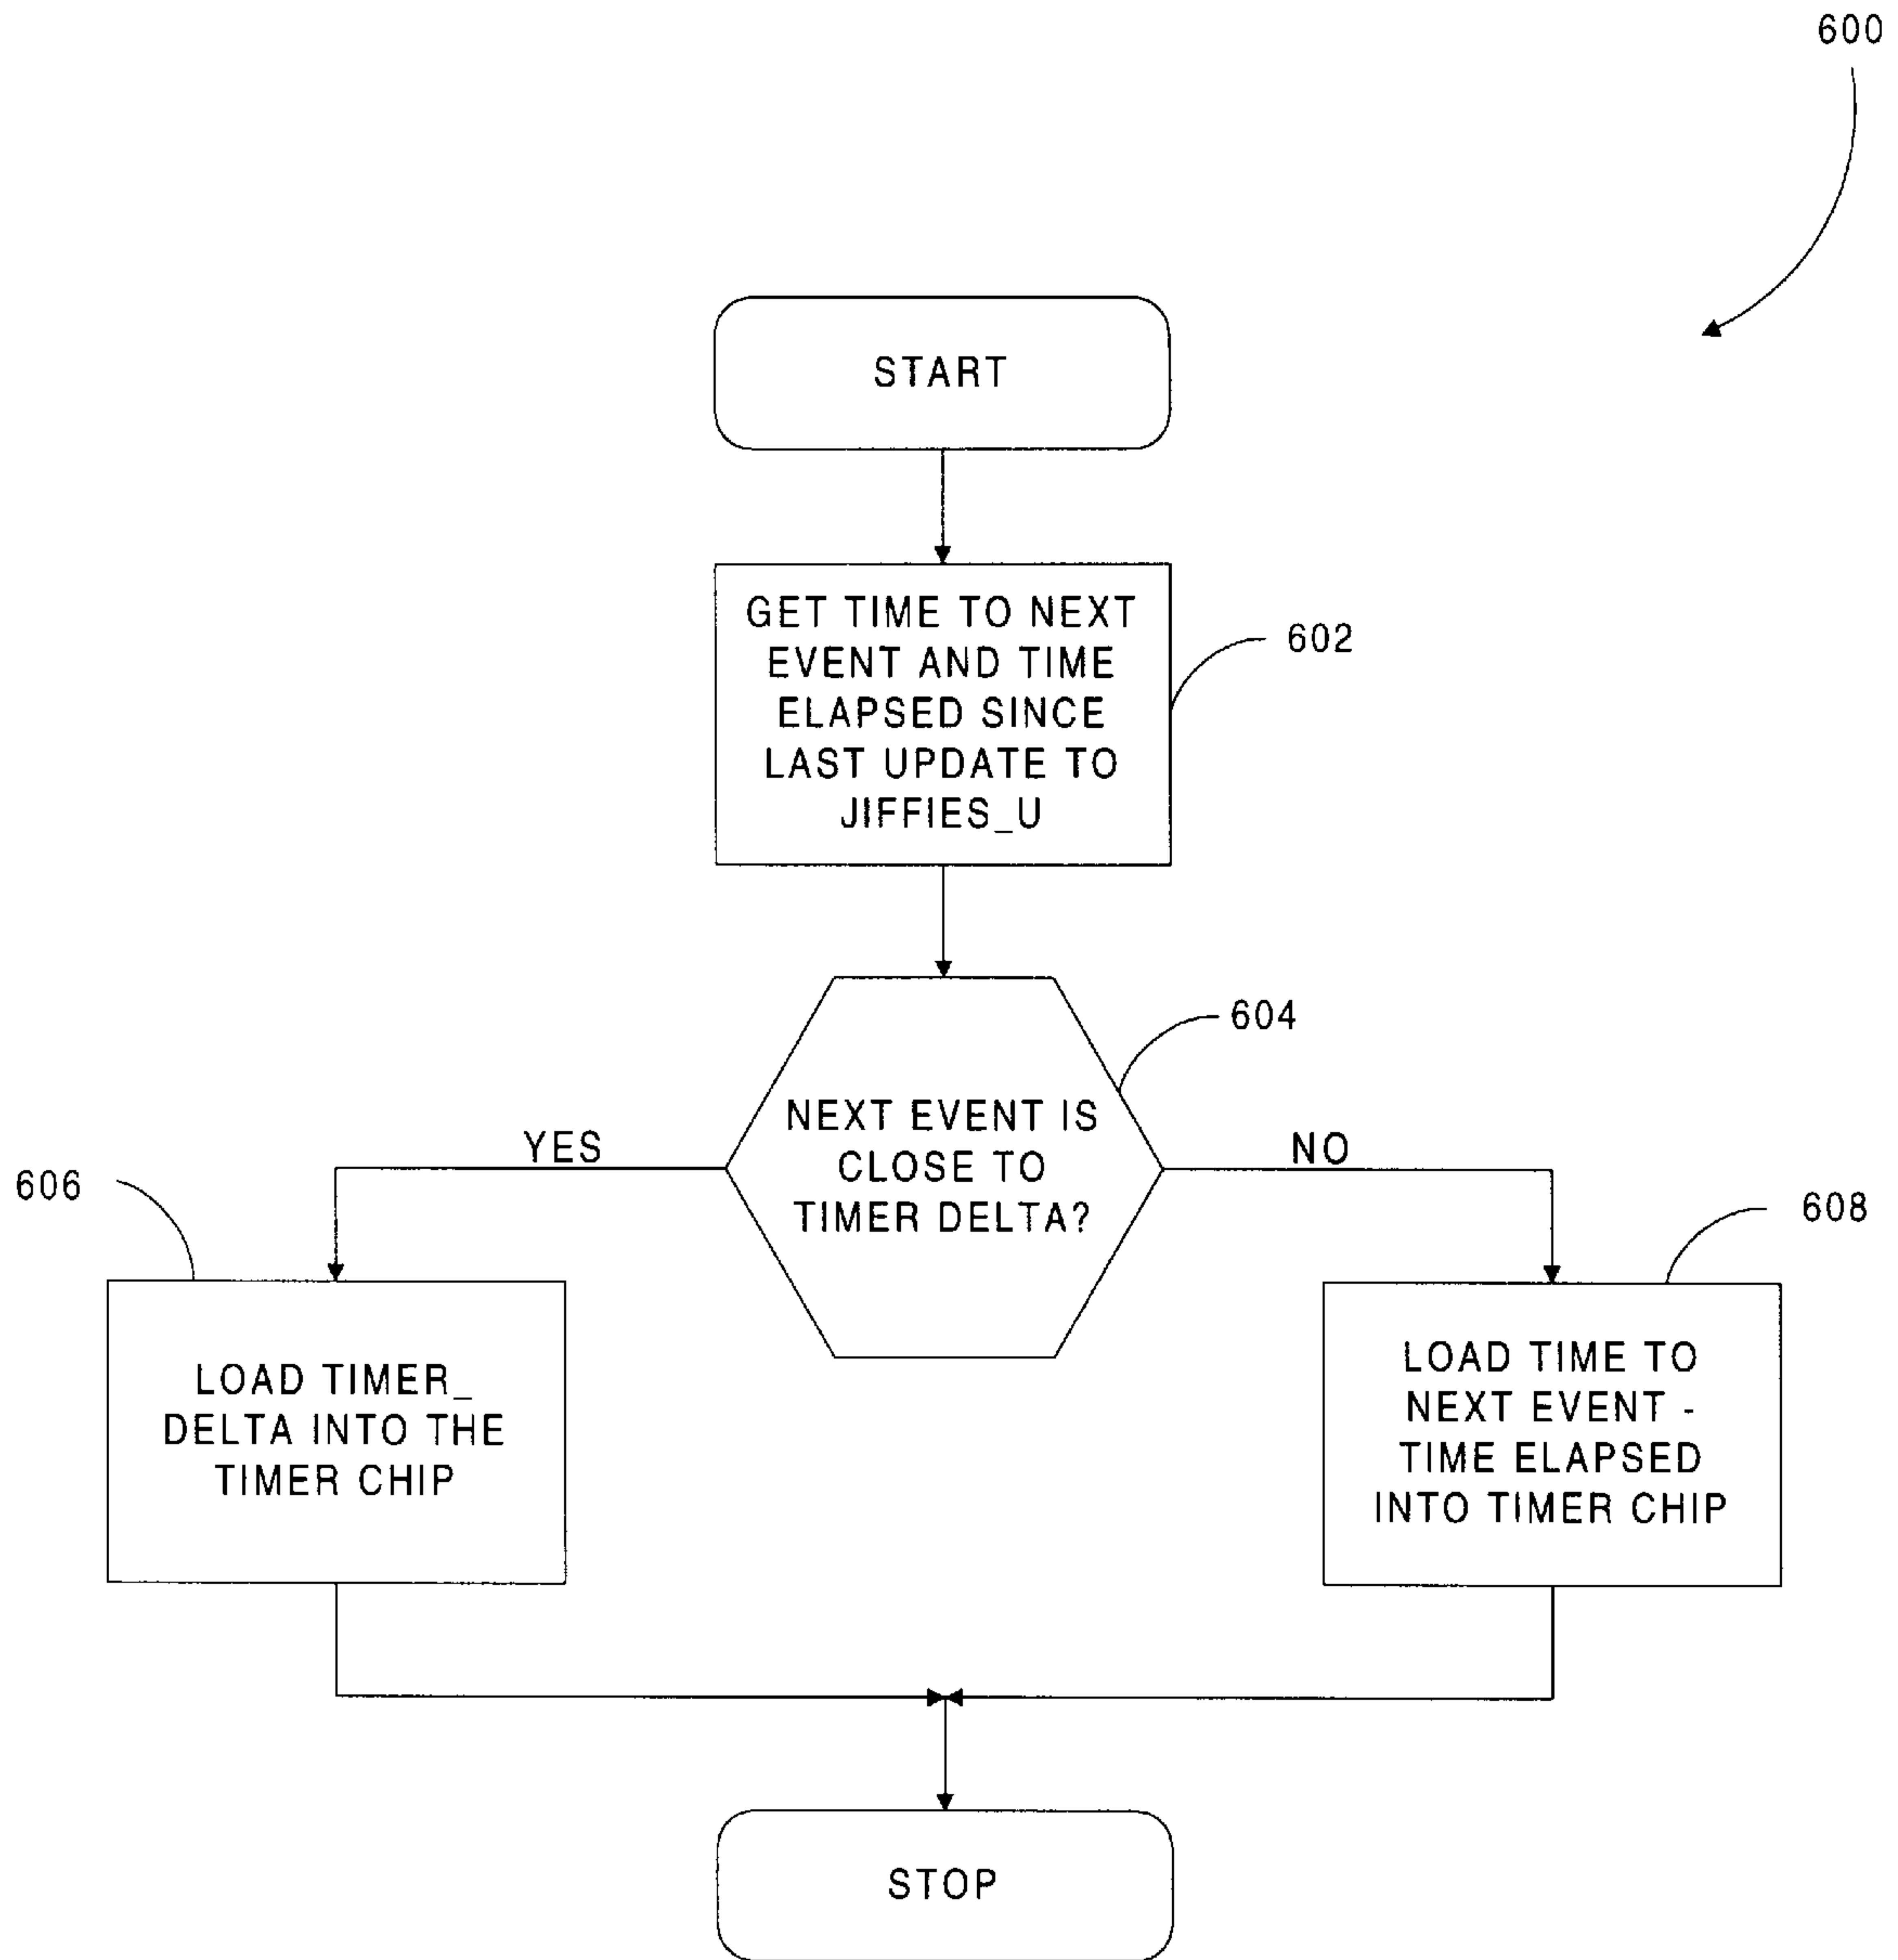 600
START
GET TIME TO NEXT
EVENT AND TIME
ELAPSED SINCE
LAST UPDATE TO
JIFFIES_U
602
604
NEXT EVENT IS
CLOSE TO
TIMER DELTA?
YES
NO
606
608
LOAD TIMER_
DELTA INTO THE
TIMER CHIP
LOAD TIME TO
NEXT EVENT -
TIME ELAPSED
INTO TIMER CHIP
STOP